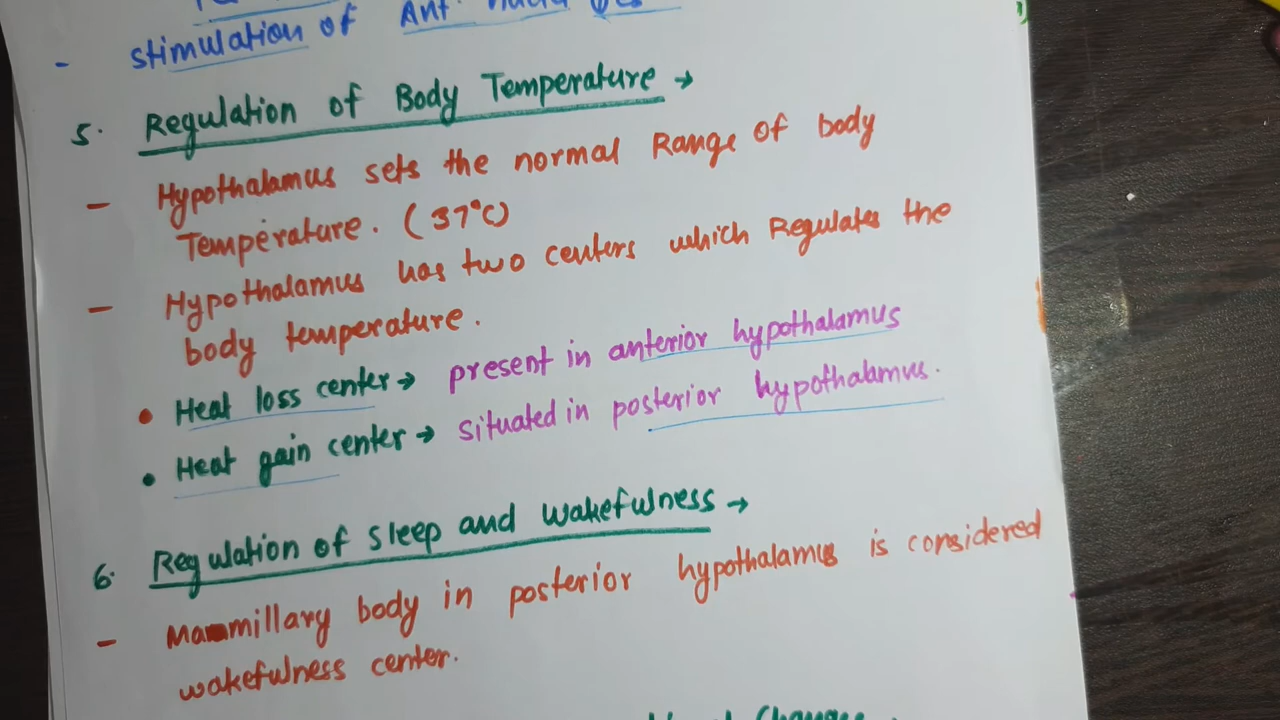 - stimulation of Ant.
5. Regulation of Body Temperature →
- Hypothalamus sets the normal Range of body
Temperature. (37°C)
- Hypothalamus has two centers which Regulates the
body temperature.
• Heat loss center → present in anterior hypothalamus
• Heat gain center → situated in posterior hypothalamus.
6. Regulation of Sleep and Wakefulness →
- Mammillary body in posterior hypothalamus is considered
wakefulness center.
Changes